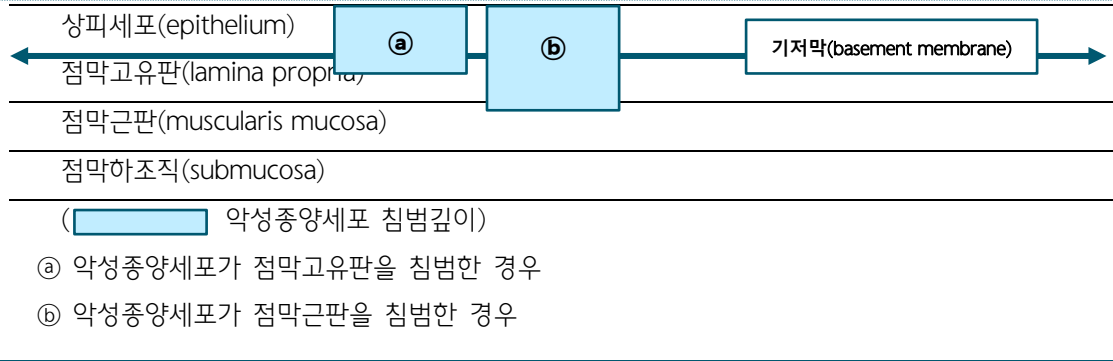 상피세포(epithelium)
ⓐ
ⓑ
기저막(basement membrane)
점막고유판(lamina propria)
점막근판(muscularis mucosa)
점막하조직(submucosa)
( 악성종양세포 침범깊이)
ⓐ 악성종양세포가 점막고유판을 침범한 경우
ⓑ 악성종양세포가 점막근판을 침범한 경우